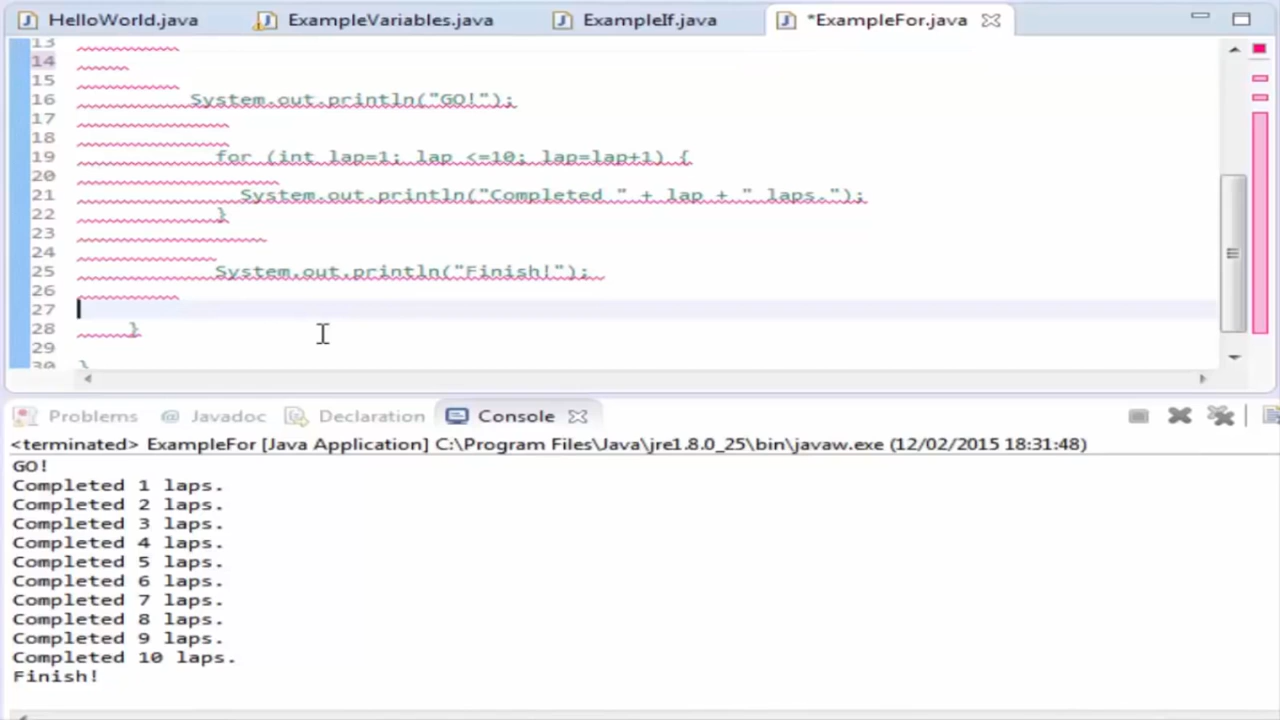 HelloWorld.java ExampleVariables.java ExampleIf.java *ExampleFor.java
13
14
15
16 System.out.println("GO!");
17
18
19 for (int lap=1; lap <=10; lap=lap+1) {
20
21 System.out.println("Completed " + lap + " laps.");
22 }
23
24
25 System.out.println("Finish!");
26
27
28 }
29
30 }
Problems @ Javadoc Declaration Console
<terminated> ExampleFor [Java Application] C:\Program Files\Java\jre1.8.0_25\bin\javaw.exe (12/02/2015 18:31:48)
GO!
Completed 1 laps.
Completed 2 laps.
Completed 3 laps.
Completed 4 laps.
Completed 5 laps.
Completed 6 laps.
Completed 7 laps.
Completed 8 laps.
Completed 9 laps.
Completed 10 laps.
Finish!